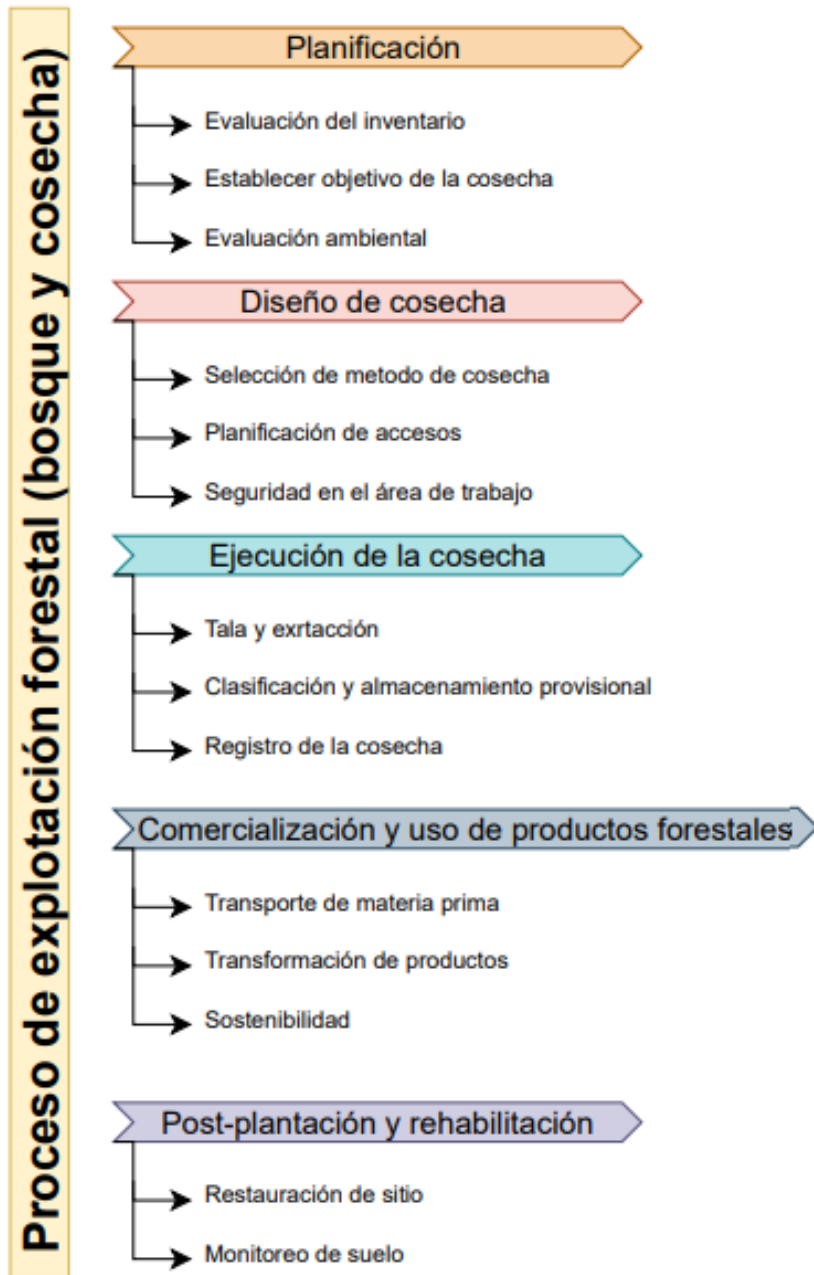 Proceso de explotación forestal (bosque y cosecha)
Planificación
Evaluación del inventario
Establecer objetivo de la cosecha
Evaluación ambiental
Diseño de cosecha
Selección de metodo de cosecha
Planificación de accesos
Seguridad en el área de trabajo
Ejecución de la cosecha
Tala y exrtacción
Clasificación y almacenamiento provisional
Registro de la cosecha
Comercialización y uso de productos forestales
Transporte de materia prima
Transformación de productos
Sostenibilidad
Post-plantación y rehabilitación
Restauración de sitio
Monitoreo de suelo